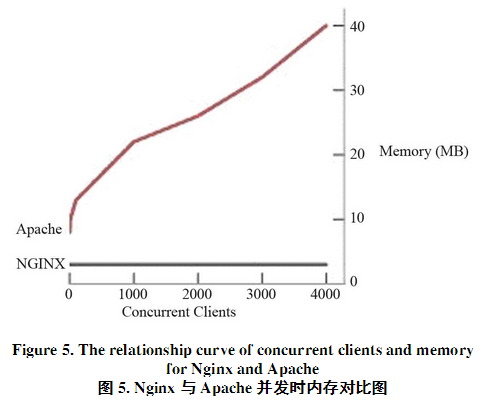 40
30
Memory (MB)
20
10
Apache
NGINX
0
0 1000 2000 3000 4000
Concurrent Clients
Figure 5. The relationship curve of concurrent clients and memory
for Nginx and Apache
图 5. Nginx 与 Apache 并发时内存对比图